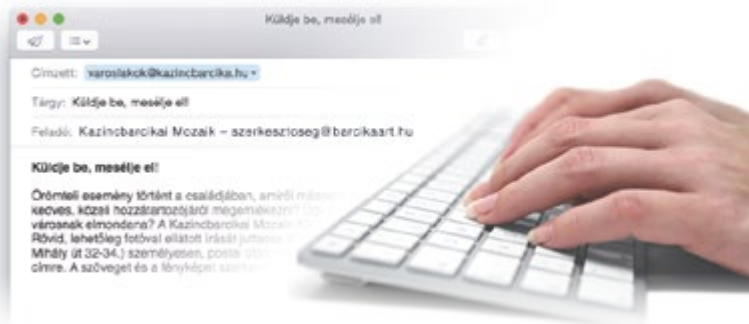 Küldje be, mesélje el!
Címzett: varoslakok@kazincbarcika.hu
Tárgy: Küldje be, mesélje el!
Feladó: Kazincbarcikai Mozaik – szerkesztoseg@barcikaart.hu
Küldje be, mesélje el!
Örömteli esemény történt a családjában, amiről
kedves, közeli hozzátartozójáról megemlékezni?
városnak elmondana? A Kazincbarcikai Mozaik
Rövid, lehetőleg fotóval ellátott írását
Mihály út 32-34.) személyesen, postai
címre. A szöveget és a fényképet